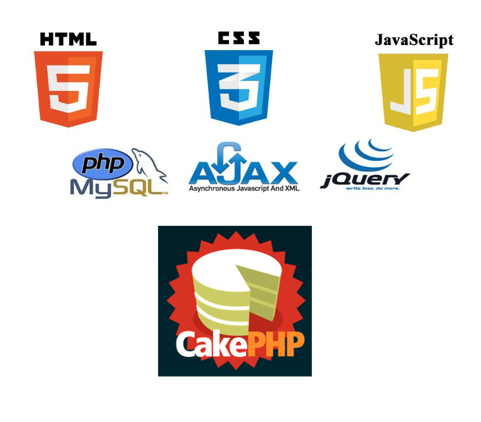 HTML
CSS
JavaScript
5
3
JS
php
MySQL
AJAX
Asynchronous Javascript And XML
jQuery
write less, do more.
CakePHP